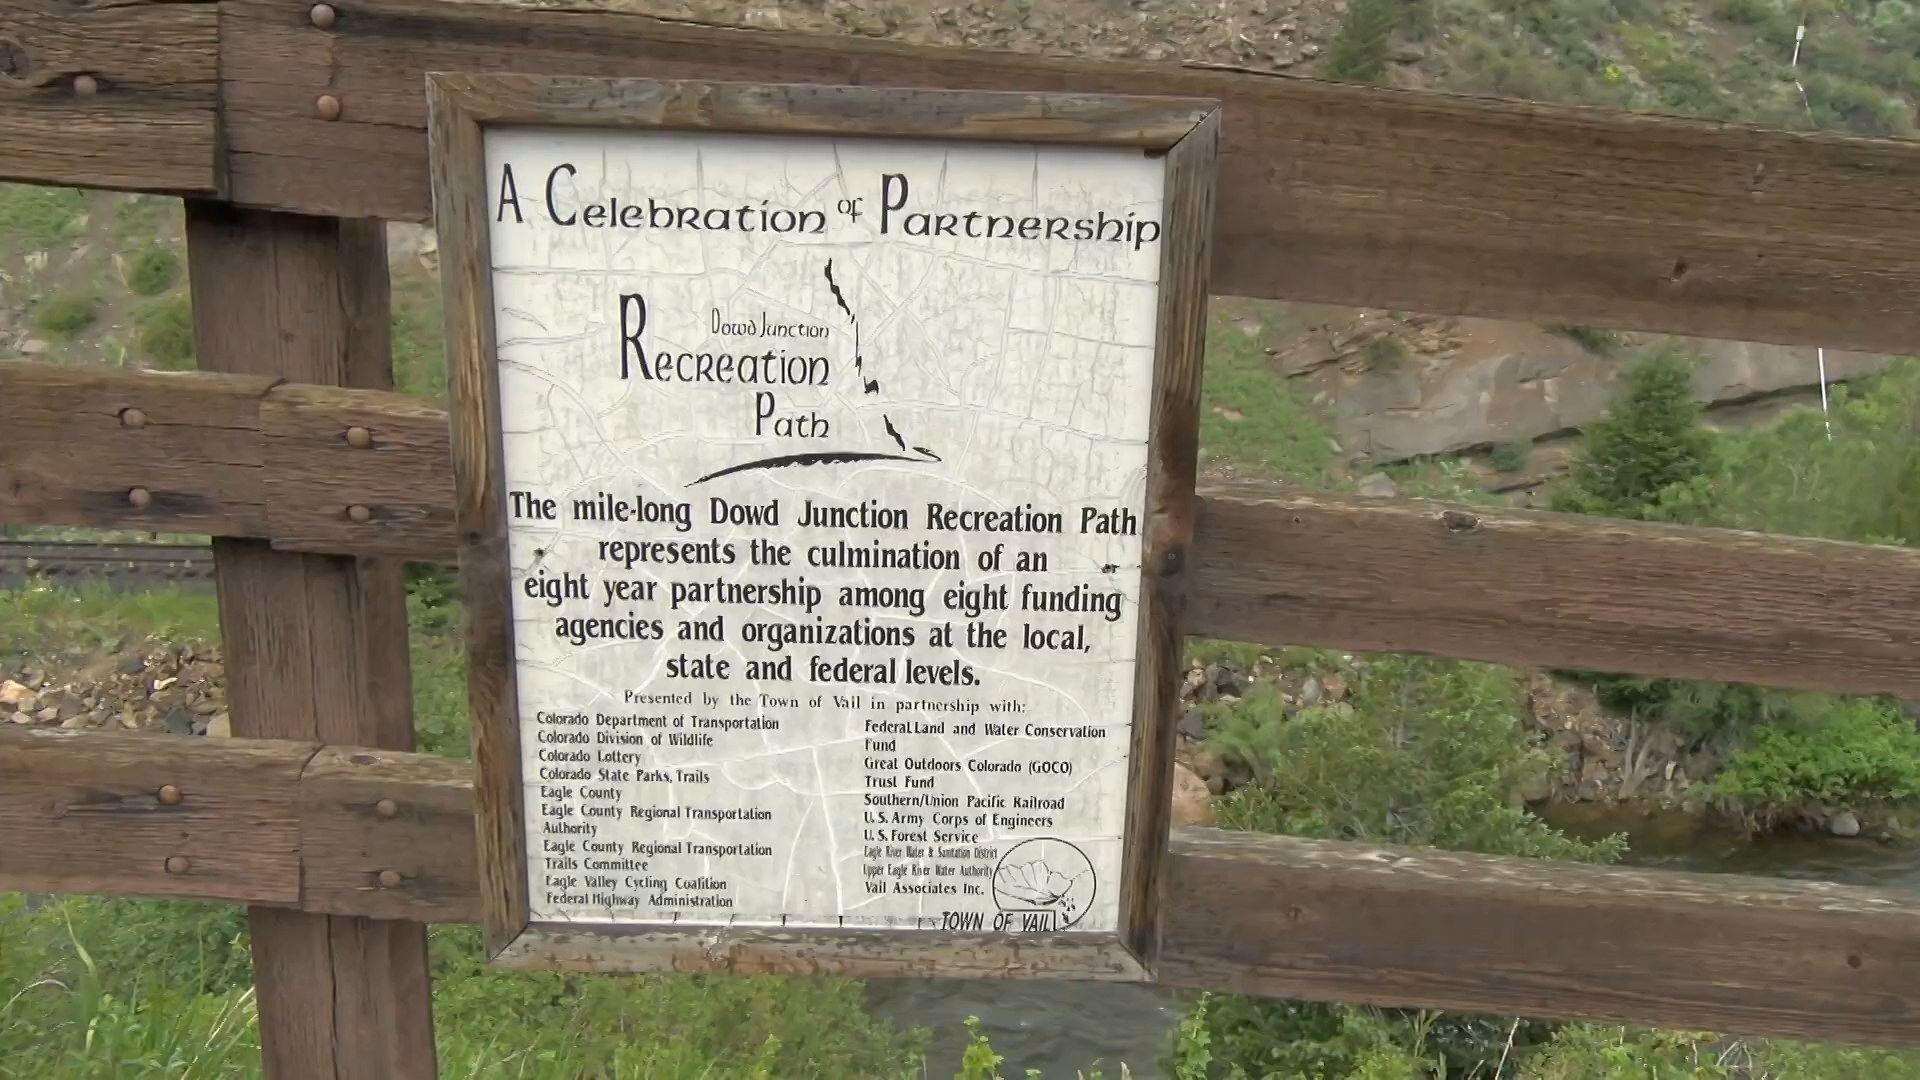 A Celebration of Partnership
Dowd Junction
Recreation
Path
The mile-long Dowd Junction Recreation Path
represents the culmination of an
eight year partnership among eight funding
agencies and organizations at the local,
state and federal levels.
Presented by the Town of Vail in partnership with:
Colorado Department of Transportation
Colorado Division of Wildlife
Colorado Lottery
Colorado State Parks, Trails
Eagle County
Eagle County Regional Transportation
Authority
Eagle County Regional Transportation
Trails Committee
Eagle Valley Cycling Coalition
Federal Highway Administration
Federal Land and Water Conservation
Fund
Great Outdoors Colorado (GOCO)
Trust Fund
Southern/Union Pacific Railroad
U.S. Army Corps of Engineers
U.S. Forest Service
Eagle River Water & Sanitation District
Upper Eagle River Water Authority
Vail Associates Inc.
TOWN OF VAIL